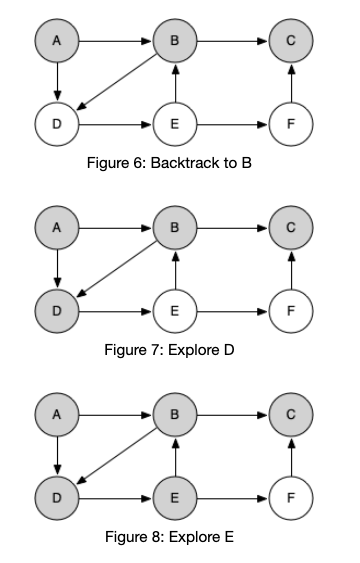 A B C
D E F
Figure 6: Backtrack to B
A B C
D E F
Figure 7: Explore D
A B C
D E F
Figure 8: Explore E